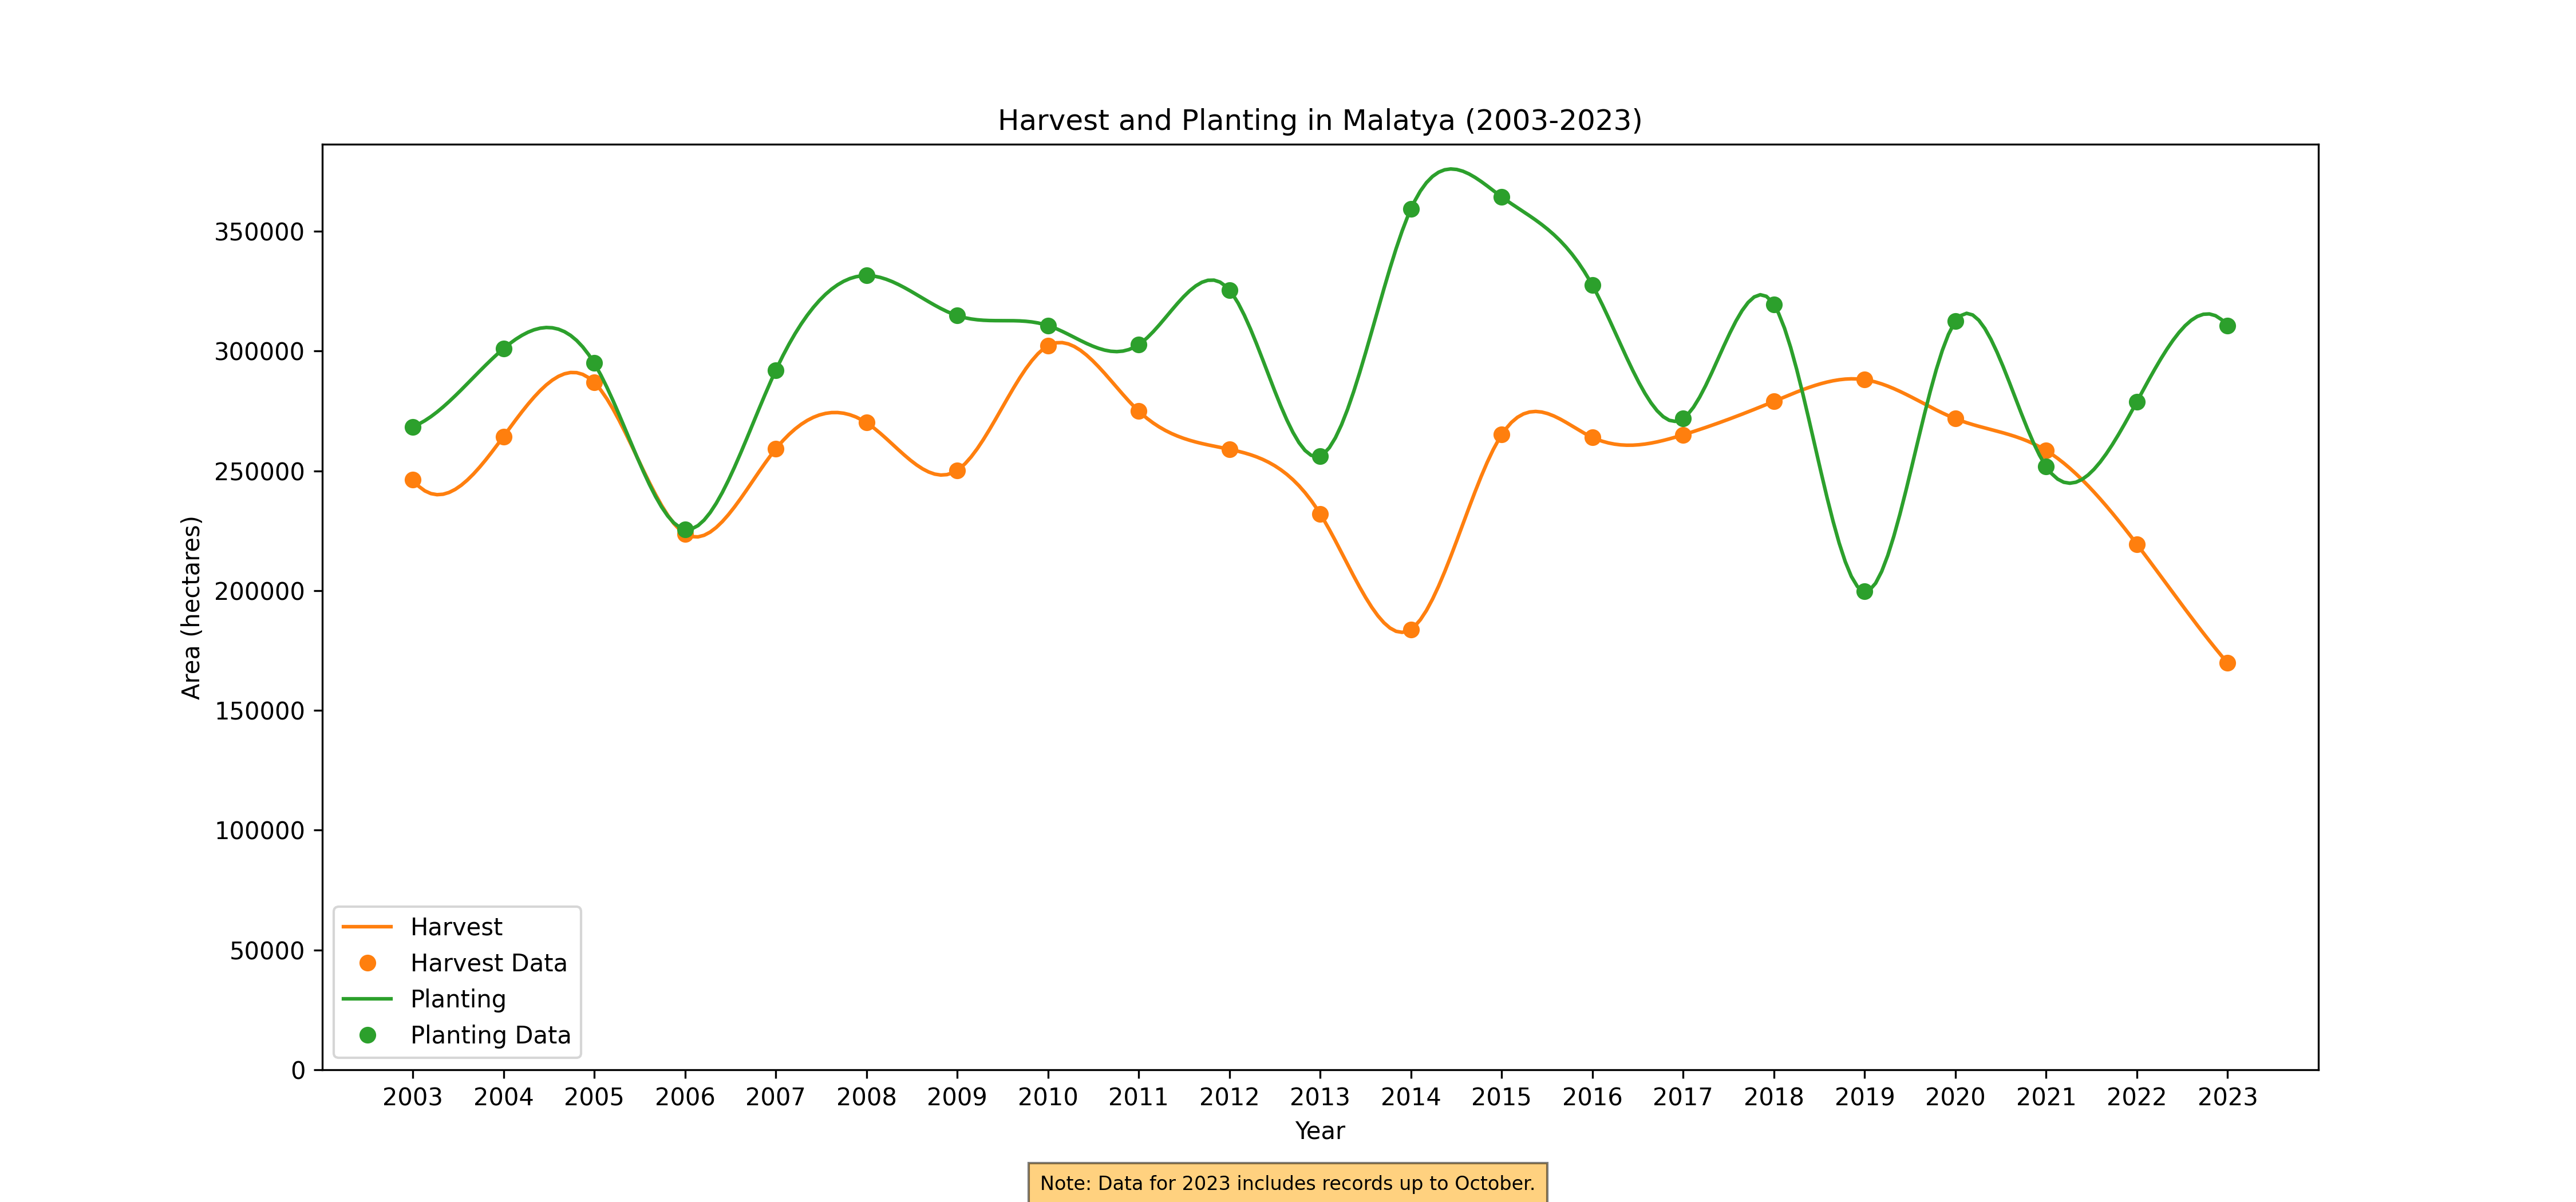 Harvest and Planting in Malatya (2003-2023)
350000
300000
250000
200000
150000
100000
50000
0
Area (hectares)
Harvest
Harvest Data
Planting
Planting Data
2003 2004 2005 2006 2007 2008 2009 2010 2011 2012 2013 2014 2015 2016 2017 2018 2019 2020 2021 2022 2023
Year
Note: Data for 2023 includes records up to October.